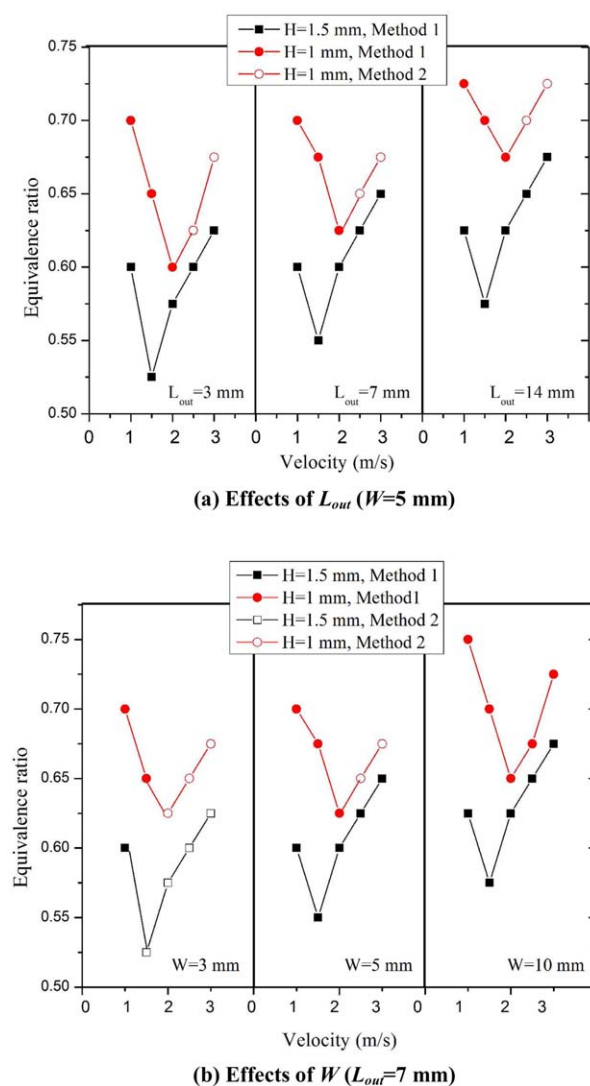 H=1.5 mm, Method 1
H=1 mm, Method 1
H=1 mm, Method 2
0.75
0.70
0.65
0.60
0.55
0.50
Equivalence ratio
L_out=3 mm
L_out=7 mm
L_out=14 mm
0 1 2 3 0 1 2 3 0 1 2 3
Velocity (m/s)
(a) Effects of L_out (W=5 mm)
H=1.5 mm, Method 1
H=1 mm, Method1
H=1.5 mm, Method 2
H=1 mm, Method 2
0.75
0.70
0.65
0.60
0.55
0.50
Equivalence ratio
W=3 mm
W=5 mm
W=10 mm
0 1 2 3 0 1 2 3 0 1 2 3
Velocity (m/s)
(b) Effects of W (L_out=7 mm)